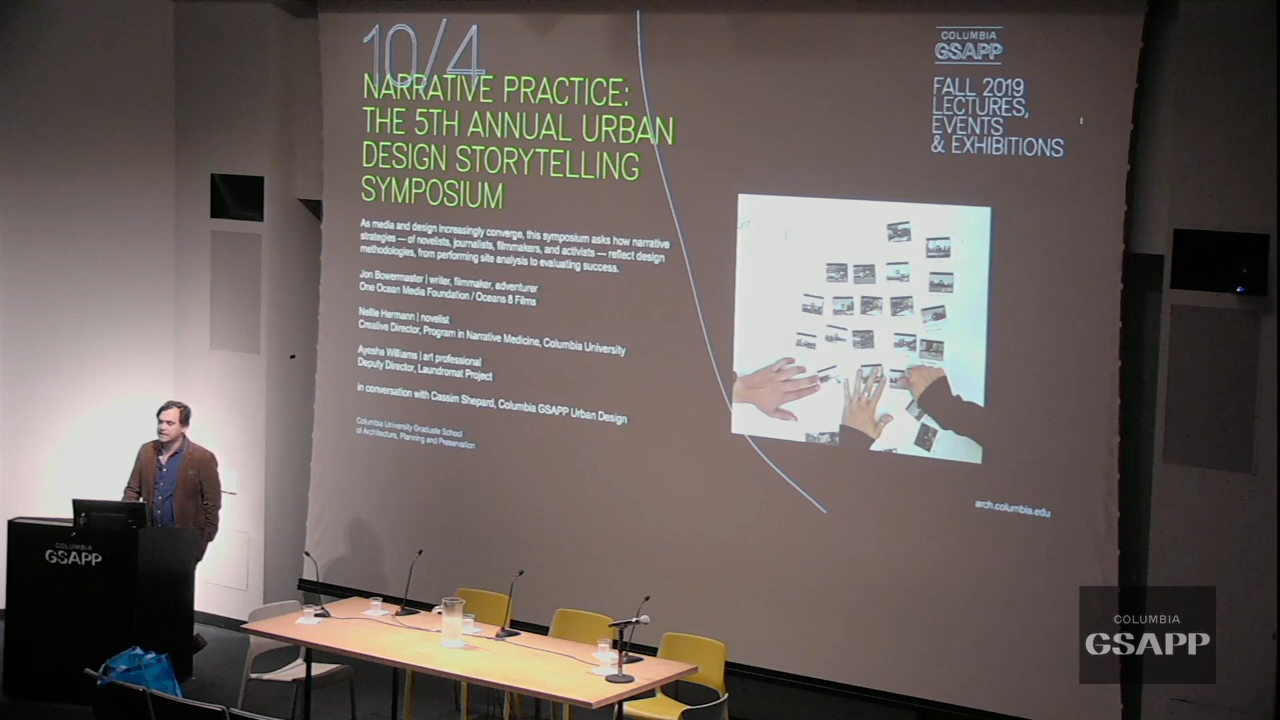 10/4
NARRATIVE PRACTICE:
THE 5TH ANNUAL URBAN
DESIGN STORYTELLING
SYMPOSIUM
As media and design increasingly converge, this symposium asks how narrative
strategies — of novelists, journalists, filmmakers, and activists — reflect design
methodologies, from performing site analysis to evaluating success.
Jon Bowermaster | writer, filmmaker, adventurer
One Ocean Media Foundation / Oceans 8 Films
Nellie Hermann | novelist
Creative Director, Program in Narrative Medicine, Columbia University
Ayesha Williams | art professional
Deputy Director, Laundromat Project
in conversation with Cassim Shepard, Columbia GSAPP Urban Design
Columbia University Graduate School
of Architecture, Planning and Preservation
COLUMBIA
GSAPP
FALL 2019
LECTURES,
EVENTS
& EXHIBITIONS
arch.columbia.edu
COLUMBIA
GSAPP
COLUMBIA
GSAPP